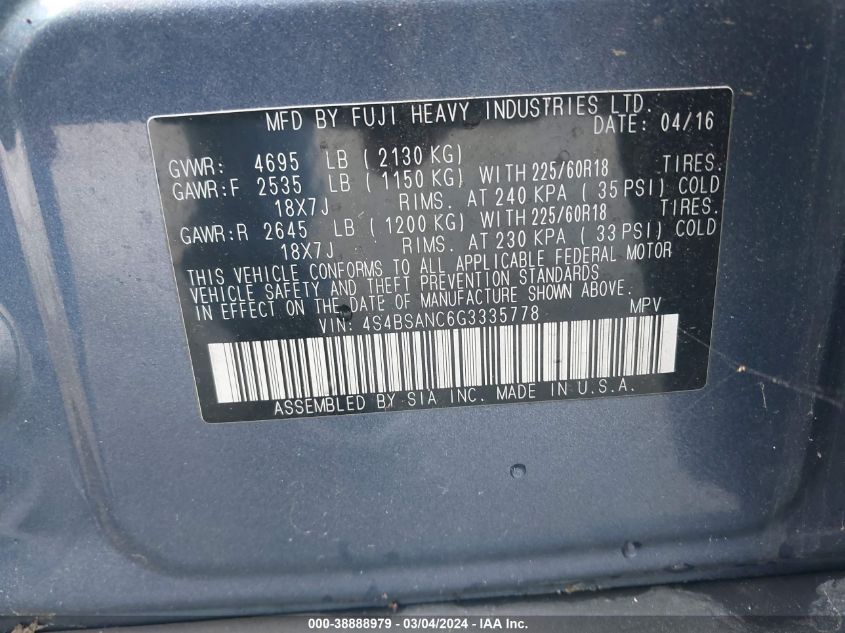 MFD BY FUJI HEAVY INDUSTRIES LTD.
DATE: 04/16
GVWR: 4695 LB ( 2130 KG)
GAWR:F 2535 LB ( 1150 KG) WITH 225/60R18 TIRES.
18X7J RIMS. AT 240 KPA ( 35 PSI) COLD
GAWR:R 2645 LB ( 1200 KG) WITH 225/60R18 TIRES.
18X7J RIMS. AT 230 KPA ( 33 PSI) COLD
THIS VEHICLE CONFORMS TO ALL APPLICABLE FEDERAL MOTOR
VEHICLE SAFETY AND THEFT PREVENTION STANDARDS
IN EFFECT ON THE DATE OF MANUFACTURE SHOWN ABOVE.
VIN: 4S4BSANC6G3335778 MPV
ASSEMBLED BY SIA INC. MADE IN U.S.A.
000-38888979 - 03/04/2024 - IAA Inc.